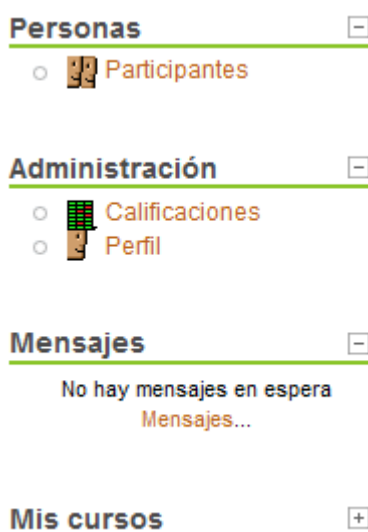 Personas
Participantes
Administración
Calificaciones
Perfil
Mensajes
No hay mensajes en espera
Mensajes...
Mis cursos